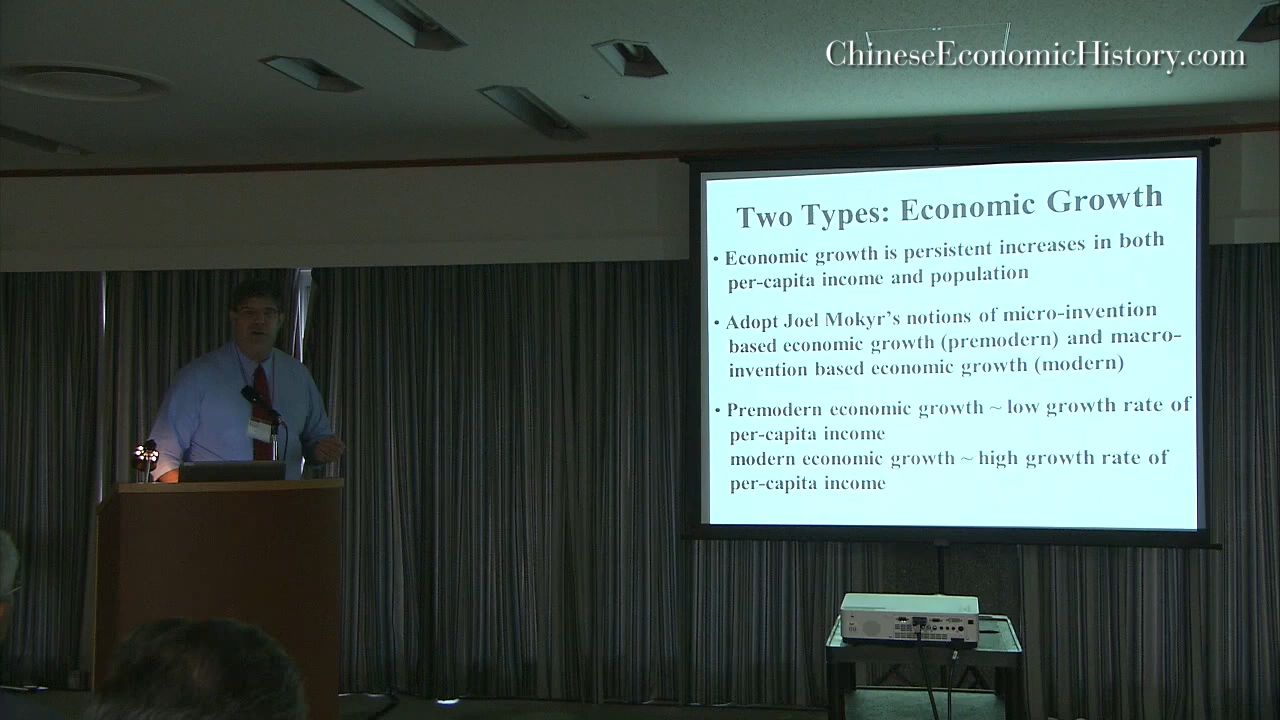 ChineseEconomicHistory.com
Two Types: Economic Growth
• Economic growth is persistent increases in both
per-capita income and population
• Adopt Joel Mokyr's notions of micro-invention
based economic growth (premodern) and macro-
invention based economic growth (modern)
• Premodern economic growth ~ low growth rate of
per-capita income
modern economic growth ~ high growth rate of
per-capita income